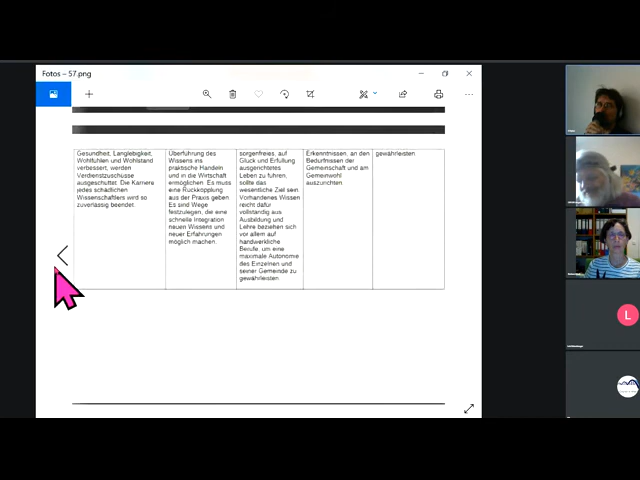 Fotos – 57.png
Gesundheit, Langlebigkeit,
Wohlfühlen und Wohlstand
verbessert, werden
Verdienstzuschüsse
ausgeschüttet. Die Karriere
jedes schädlichen
Wissenschaftlers wird so
zuverlässig beendet.
Überführung des
Wissens ins
praktische Handeln
und in die Wirtschaft
ermöglichen. Es muss
eine Rückkopplung
aus der Praxis geben
Es sind Wege
festzulegen, die eine
schnelle Integration
neuen Wissens und
neuer Erfahrungen
möglich machen.
sorgenfreies, auf
Glück und Erfüllung
ausgerichtetes
Leben zu führen,
sollte das
wesentliche Ziel sein.
Vorhandenes Wissen
reicht dafür
vollständig aus
Ausbildung und
Lehre beziehen sich
vor allem auf
handwerkliche
Berufe, um eine
maximale Autonomie
des Einzelnen und
seiner Gemeinde zu
gewährleisten
Erkenntnissen, an den
Bedürfnissen der
Gemeinschaft und am
Gemeinwohl
auszurichten
gewährleisten
L